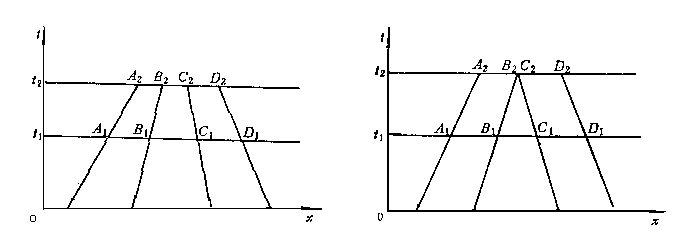 t
t
t₂
A₂
B₂
C₂
D₂
t₂
A₂
B₂
C₂
D₂
t₁
A₁
B₁
C₁
D₁
t₁
A₁
B₁
C₁
D₁
o
x
0
x